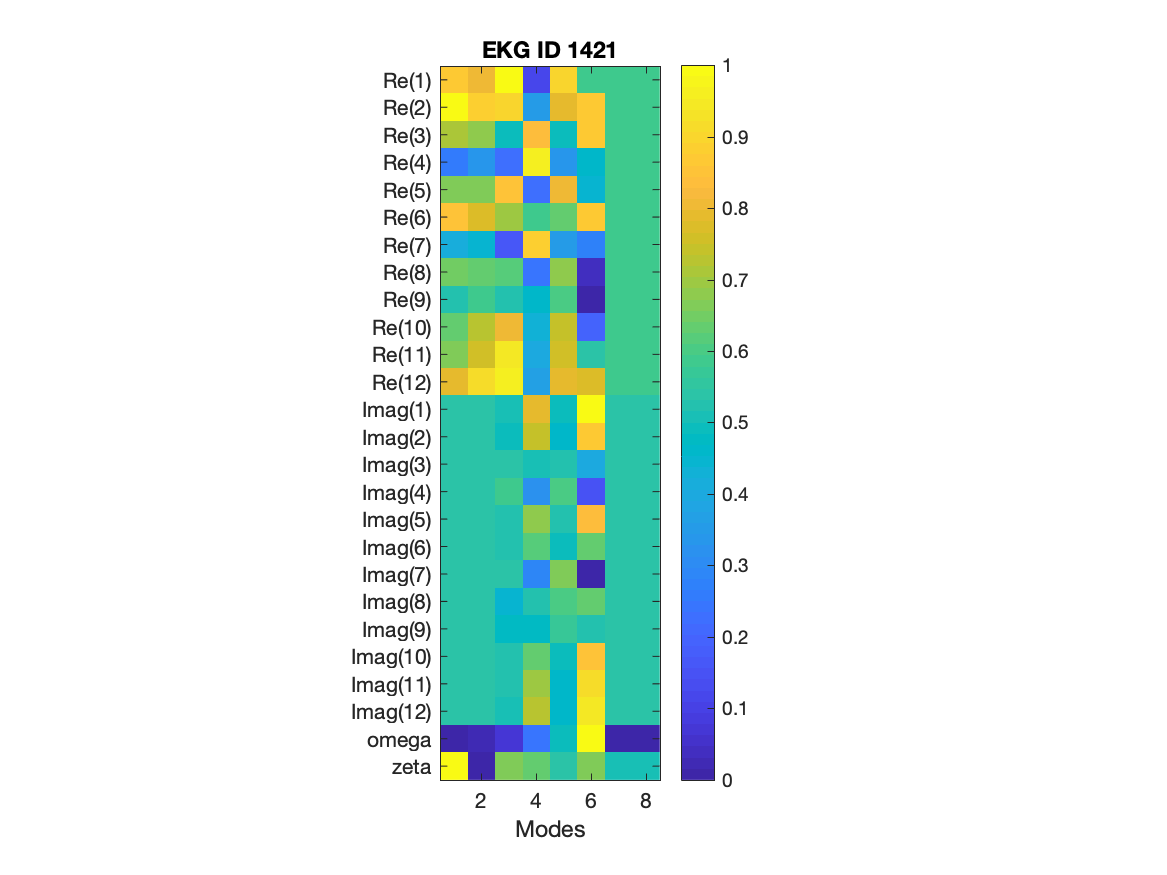 EKG ID 1421
Re(1)
Re(2)
Re(3)
Re(4)
Re(5)
Re(6)
Re(7)
Re(8)
Re(9)
Re(10)
Re(11)
Re(12)
Imag(1)
Imag(2)
Imag(3)
Imag(4)
Imag(5)
Imag(6)
Imag(7)
Imag(8)
Imag(9)
Imag(10)
Imag(11)
Imag(12)
omega
zeta
2 4 6 8
Modes
1
0.9
0.8
0.7
0.6
0.5
0.4
0.3
0.2
0.1
0